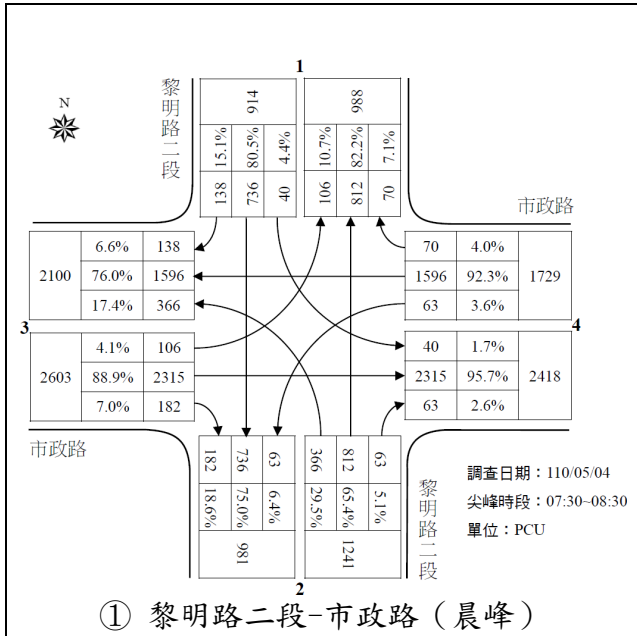 1
黎明路二段
N
914
988
15.1% 80.5% 4.4%
10.7% 82.2% 7.1%
138 736 40
106 812 70
市政路
2100
6.6% 138
76.0% 1596
17.4% 366
70 4.0%
1596 92.3%
63 3.6%
1729
3
4
2603
4.1% 106
88.9% 2315
7.0% 182
40 1.7%
2315 95.7%
63 2.6%
2418
市政路
182 736 63
366 812 63
18.6% 75.0% 6.4%
29.5% 65.4% 5.1%
981
1241
黎明路二段
調查日期：110/05/04
尖峰時段：07:30~08:30
單位：PCU
2
① 黎明路二段-市政路（晨峰）